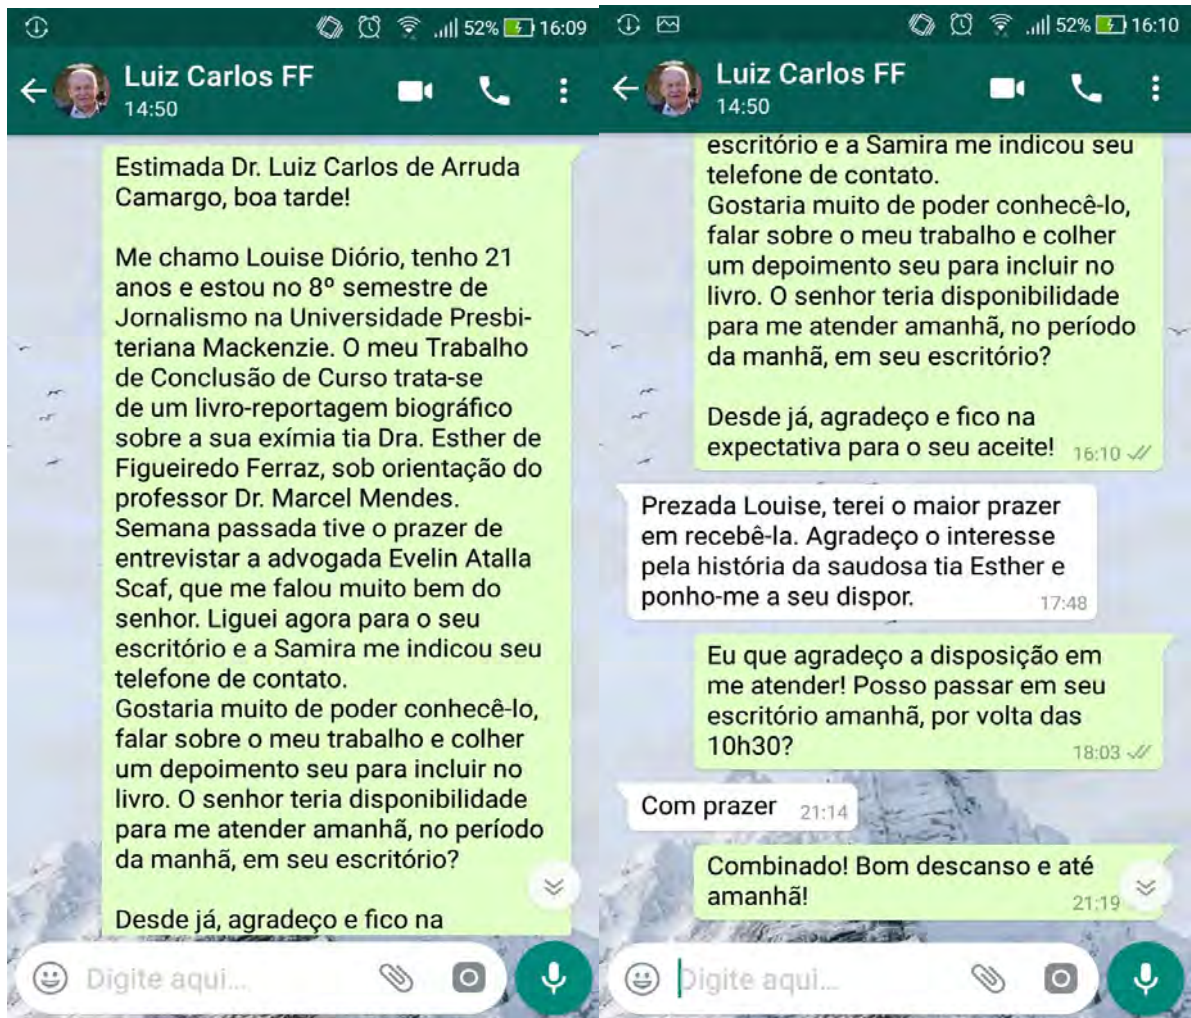 52% 16:09
Luiz Carlos FF
14:50
Estimada Dr. Luiz Carlos de Arruda
Camargo, boa tarde!
Me chamo Louise Diório, tenho 21
anos e estou no 8º semestre de
Jornalismo na Universidade Presbi-
teriana Mackenzie. O meu Trabalho
de Conclusão de Curso trata-se
de um livro-reportagem biográfico
sobre a sua exímia tia Dra. Esther de
Figueiredo Ferraz, sob orientação do
professor Dr. Marcel Mendes.
Semana passada tive o prazer de
entrevistar a advogada Evelin Atalla
Scaf, que me falou muito bem do
senhor. Liguei agora para o seu
escritório e a Samira me indicou seu
telefone de contato.
Gostaria muito de poder conhecê-lo,
falar sobre o meu trabalho e colher
um depoimento seu para incluir no
livro. O senhor teria disponibilidade
para me atender amanhã, no período
da manhã, em seu escritório?
Desde já, agradeço e fico na
Digite aqui...
52% 16:10
Luiz Carlos FF
14:50
escritório e a Samira me indicou seu
telefone de contato.
Gostaria muito de poder conhecê-lo,
falar sobre o meu trabalho e colher
um depoimento seu para incluir no
livro. O senhor teria disponibilidade
para me atender amanhã, no período
da manhã, em seu escritório?
Desde já, agradeço e fico na
expectativa para o seu aceite! 16:10
Prezada Louise, terei o maior prazer
em recebê-la. Agradeço o interesse
pela história da saudosa tia Esther e
ponho-me a seu dispor. 17:48
Eu que agradeço a disposição em
me atender! Posso passar em seu
escritório amanhã, por volta das
10h30? 18:03
Com prazer 21:14
Combinado! Bom descanso e até
amanhã! 21:19
Digite aqui...